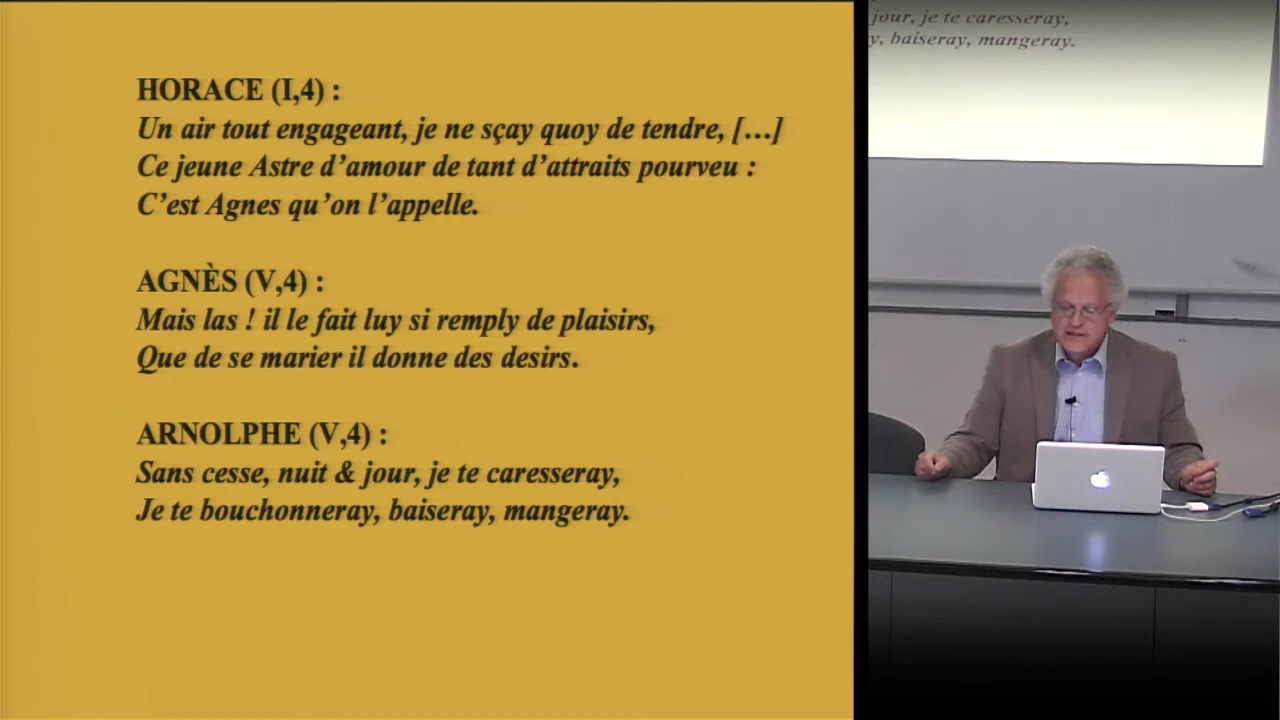 HORACE (I,4) :
Un air tout engageant, je ne sçay quoy de tendre, […]
Ce jeune Astre d’amour de tant d’attraits pourveu :
C’est Agnes qu’on l’appelle.
AGNÈS (V,4) :
Mais las ! il le fait luy si remply de plaisirs,
Que de se marier il donne des desirs.
ARNOLPHE (V,4) :
Sans cesse, nuit & jour, je te caresseray,
Je te bouchonneray, baiseray, mangeray.
jour, je te caresseray,
y, baiseray, mangeray.